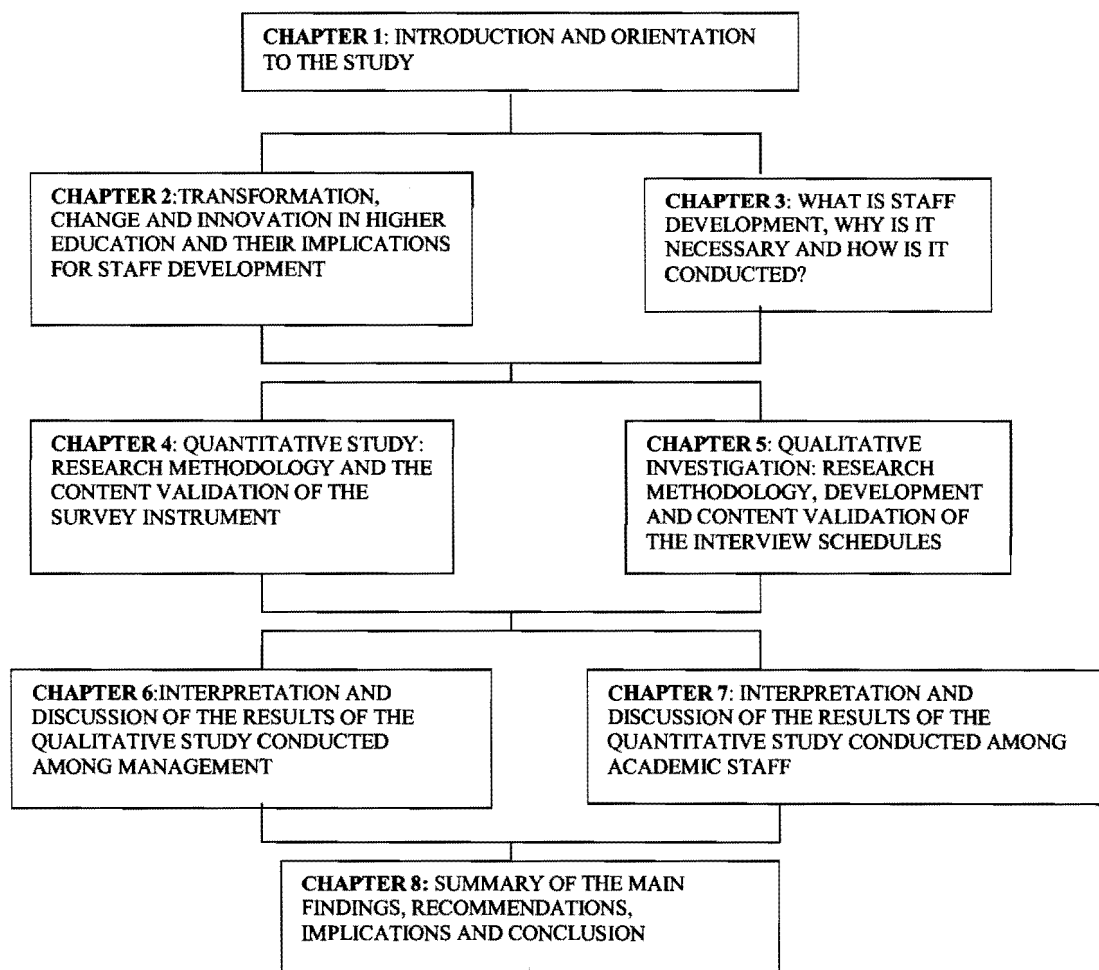 CHAPTER 1: INTRODUCTION AND ORIENTATION
TO THE STUDY
CHAPTER 2:TRANSFORMATION,
CHANGE AND INNOVATION IN HIGHER
EDUCATION AND THEIR IMPLICATIONS
FOR STAFF DEVELOPMENT
CHAPTER 3: WHAT IS STAFF
DEVELOPMENT, WHY IS IT
NECESSARY AND HOW IS IT
CONDUCTED?
CHAPTER 4: QUANTITATIVE STUDY:
RESEARCH METHODOLOGY AND THE
CONTENT VALIDATION OF THE
SURVEY INSTRUMENT
CHAPTER 5: QUALITATIVE
INVESTIGATION: RESEARCH
METHODOLOGY, DEVELOPMENT
AND CONTENT VALIDATION OF
THE INTERVIEW SCHEDULES
CHAPTER 6:INTERPRETATION AND
DISCUSSION OF THE RESULTS OF THE
QUALITATIVE STUDY CONDUCTED
AMONG MANAGEMENT
CHAPTER 7: INTERPRETATION AND
DISCUSSION OF THE RESULTS OF THE
QUANTITATIVE STUDY CONDUCTED AMONG
ACADEMIC STAFF
CHAPTER 8: SUMMARY OF THE MAIN
FINDINGS, RECOMMENDATIONS,
IMPLICATIONS AND CONCLUSION